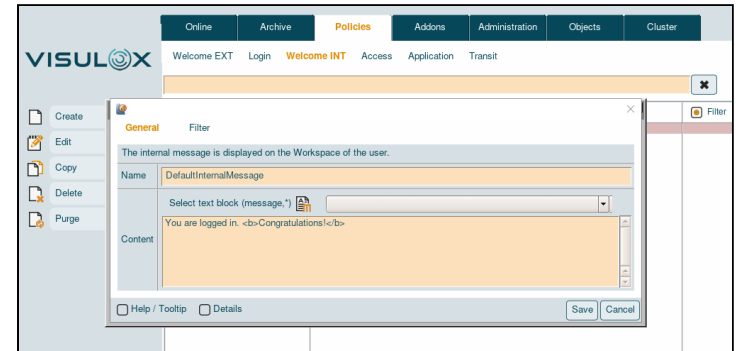 Online Archive Policies Addons Administration Objects Cluster
VISULOX
Welcome EXT Login Welcome INT Access Application Transit
Create
Edit
Copy
Delete
Purge
Filter
General Filter
The internal message is displayed on the Workspace of the user.
Name DefaultInternalMessage
Select text block (message,*)
Content
You are logged in. <b>Congratulations!</b>
Help / Tooltip Details Save Cancel